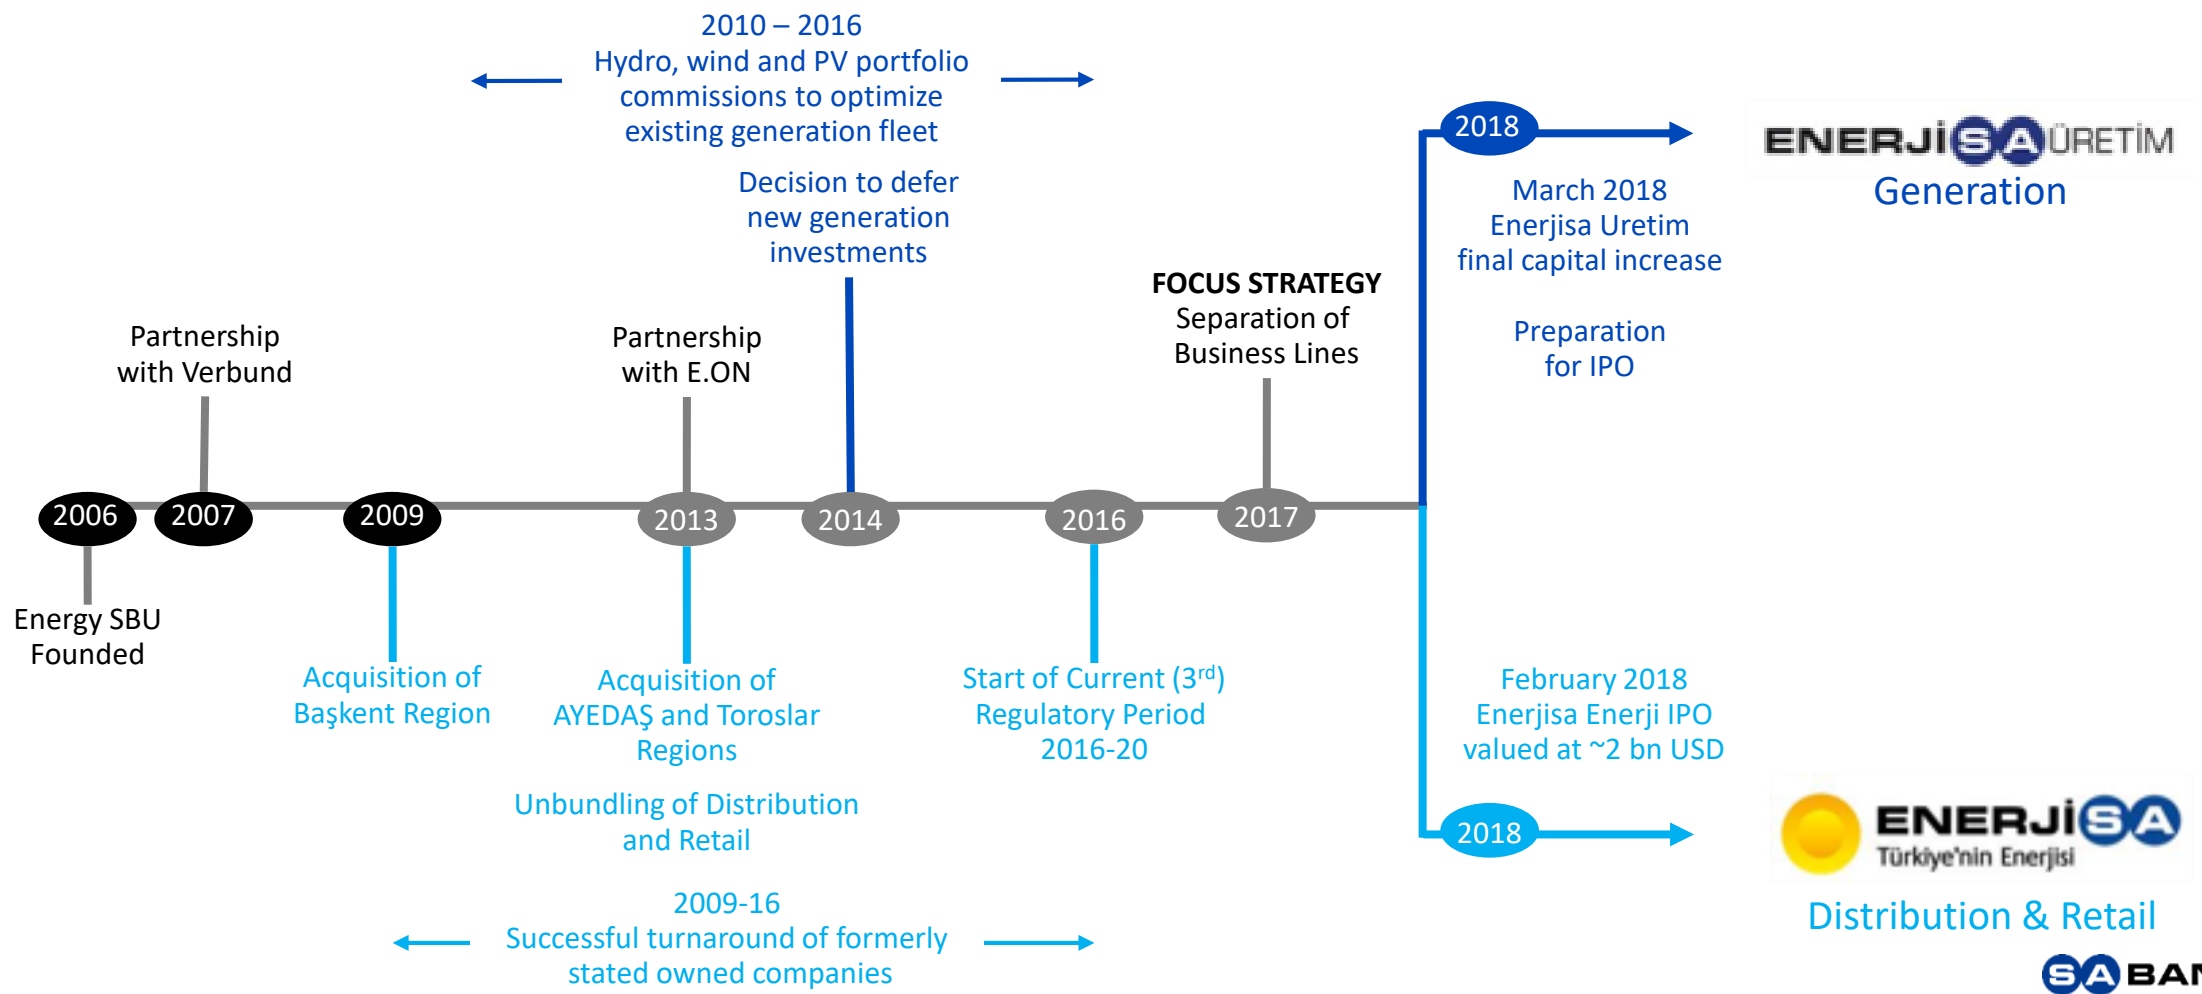 2010 – 2016
Hydro, wind and PV portfolio
commissions to optimize
existing generation fleet
Decision to defer
new generation
investments
2018
ENERJİSA ÜRETİM
Generation
March 2018
Enerjisa Uretim
final capital increase
Preparation
for IPO
FOCUS STRATEGY
Separation of
Business Lines
Partnership
with Verbund
Partnership
with E.ON
2006
2007
2009
2013
2014
2016
2017
Energy SBU
Founded
Acquisition of
Başkent Region
Acquisition of
AYEDAŞ and Toroslar
Regions
Unbundling of Distribution
and Retail
Start of Current (3rd)
Regulatory Period
2016-20
February 2018
Enerjisa Enerji IPO
valued at ~2 bn USD
2018
ENERJİSA
Türkiye'nin Enerjisi
Distribution & Retail
2009-16
Successful turnaround of formerly
stated owned companies